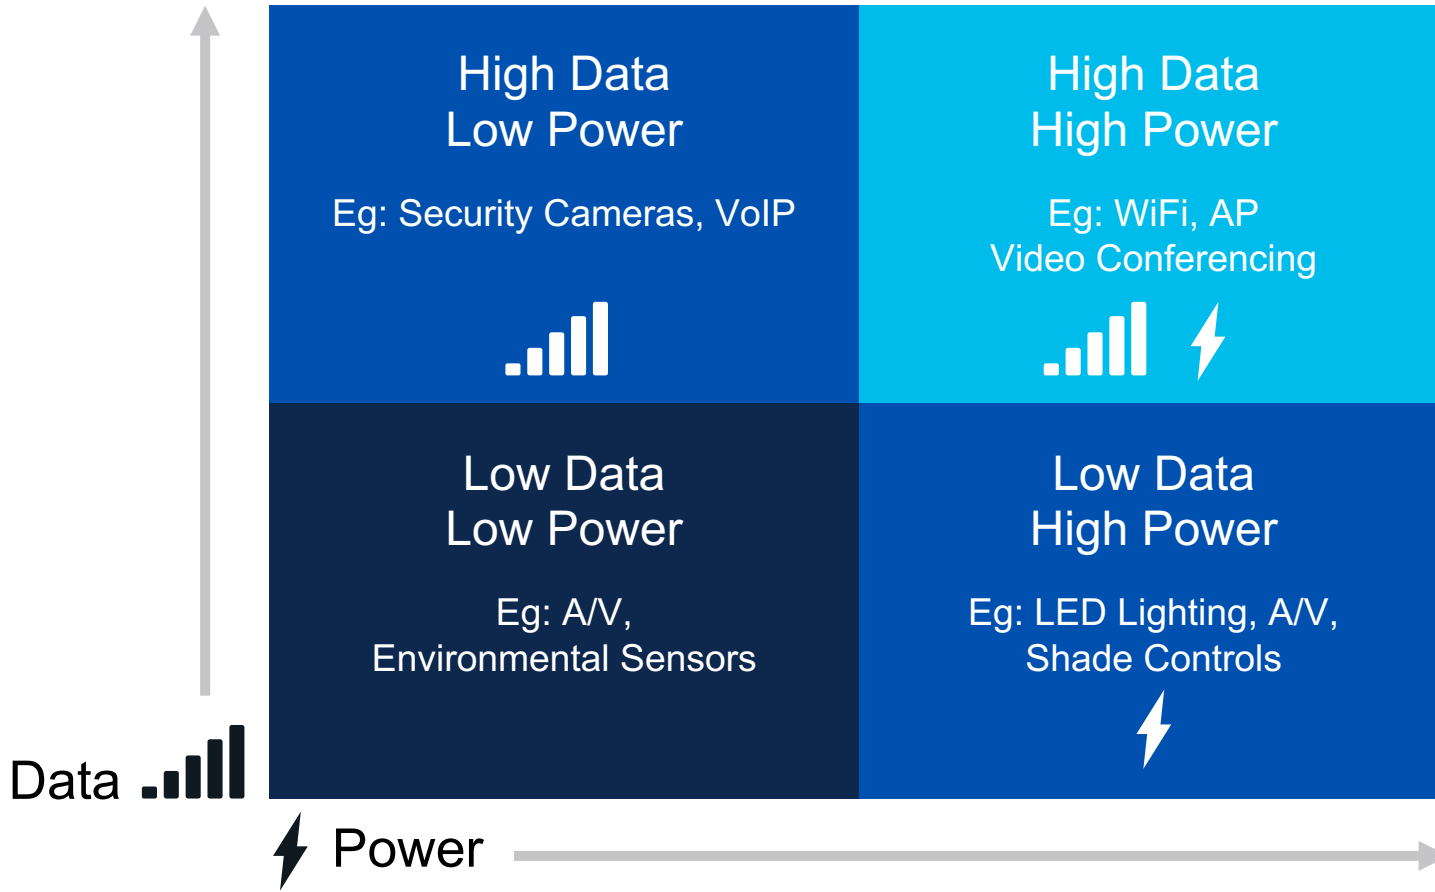 High Data
Low Power
Eg: Security Cameras, VoIP
High Data
High Power
Eg: WiFi, AP
Video Conferencing
Low Data
Low Power
Eg: A/V,
Environmental Sensors
Low Data
High Power
Eg: LED Lighting, A/V,
Shade Controls
Data
Power